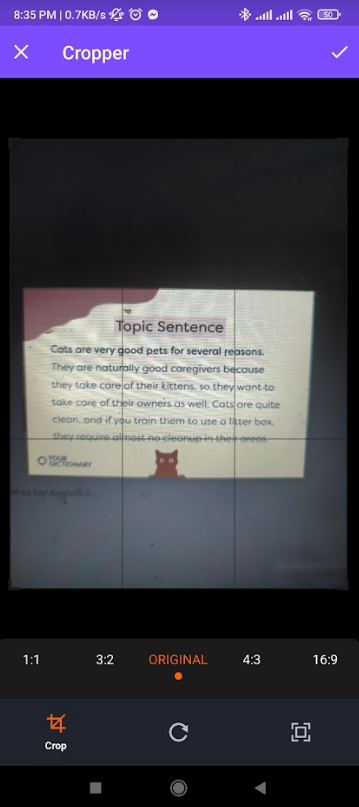 8:35 PM | 0.7KB/s
50
Cropper
Topic Sentence
Cats are very good pets for several reasons.
They are naturally good caregivers because
they take care of their kittens, so they want to
take care of their owners as well. Cats are quite
clean, and if you train them to use a litter box,
they require almost no cleanup in their areas.
YOUR
DICTIONARY
1:1
3:2
ORIGINAL
4:3
16:9
Crop